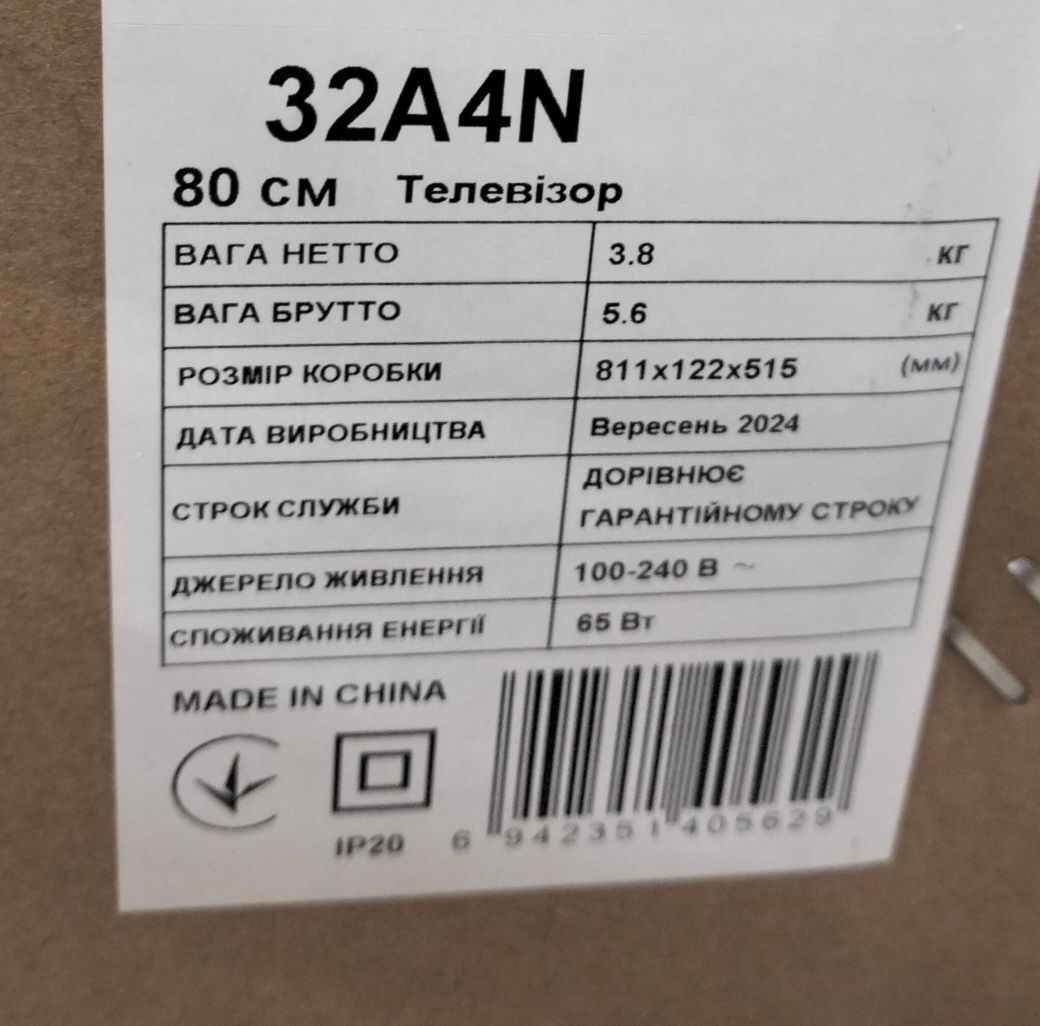 32A4N
80 см Телевізор
ВАГА НЕТТО 3.8 кг
ВАГА БРУТТО 5.6 кг
РОЗМІР КОРОБКИ 811x122x515 (мм)
ДАТА ВИРОБНИЦТВА Вересень 2024
СТРОК СЛУЖБИ ДОРІВНЮЄ
ГАРАНТІЙНОМУ СТРОКУ
ДЖЕРЕЛО ЖИВЛЕННЯ 100-240 В ~
СПОЖИВАННЯ ЕНЕРГІЇ 65 Вт
MADE IN CHINA
IP20
6 942351 405629